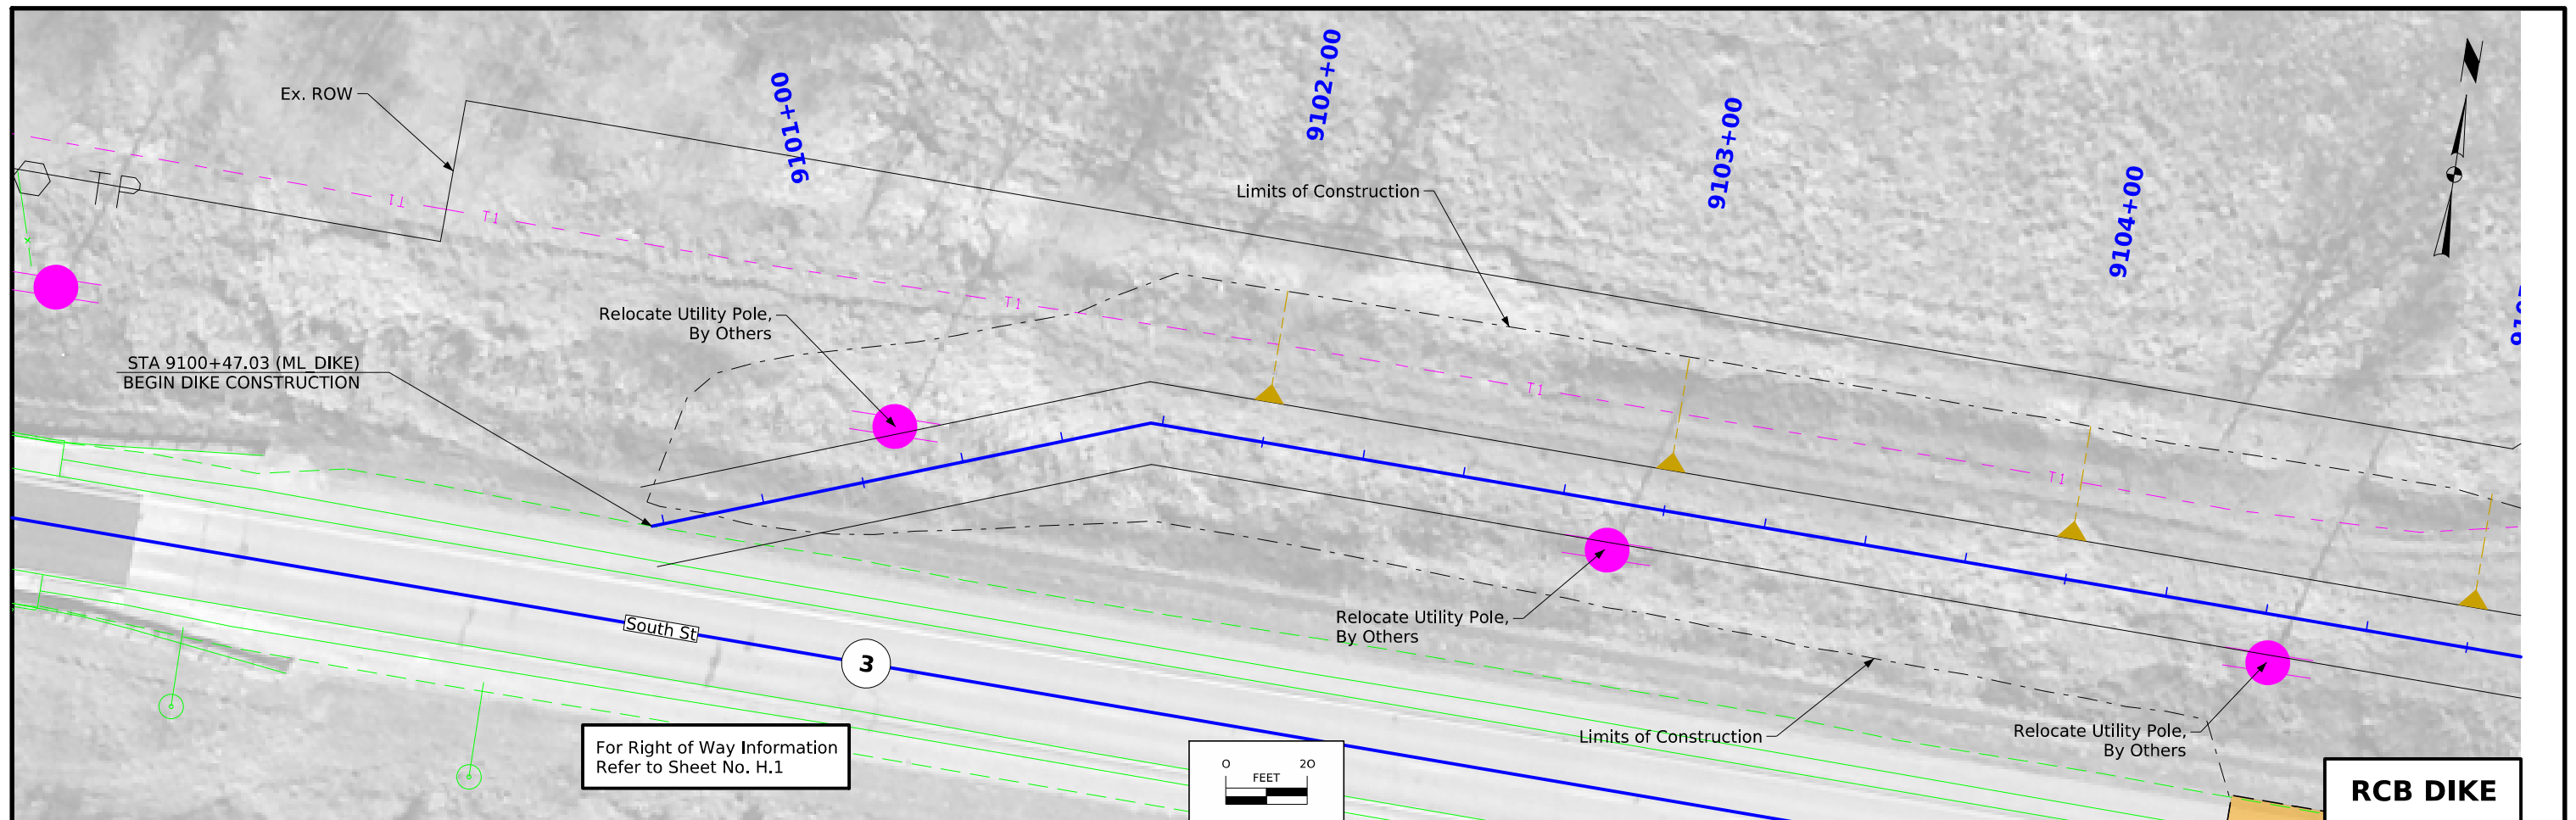 Ex. ROW
9101+00
9102+00
9103+00
9104+00
N
Limits of Construction
TP
T1
T1
T1
T1
T1
Relocate Utility Pole,
By Others
STA 9100+47.03 (ML_DIKE)
BEGIN DIKE CONSTRUCTION
South St
3
Relocate Utility Pole,
By Others
Limits of Construction
Relocate Utility Pole,
By Others
For Right of Way Information
Refer to Sheet No. H.1
0 20
FEET
RCB DIKE